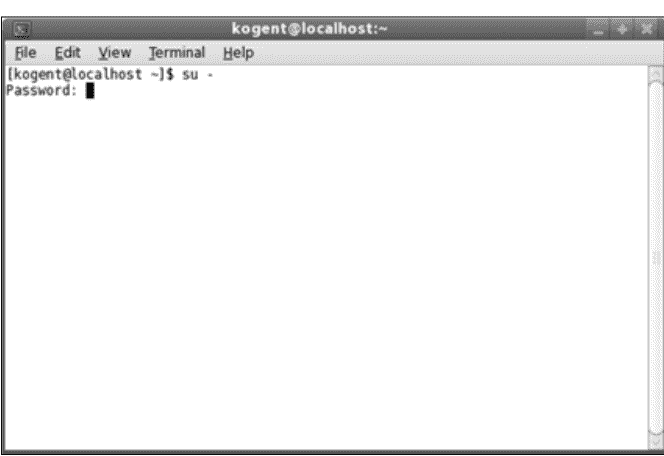 kogent@localhost:~
File Edit View Terminal Help
[kogent@localhost ~]$ su -
Password: